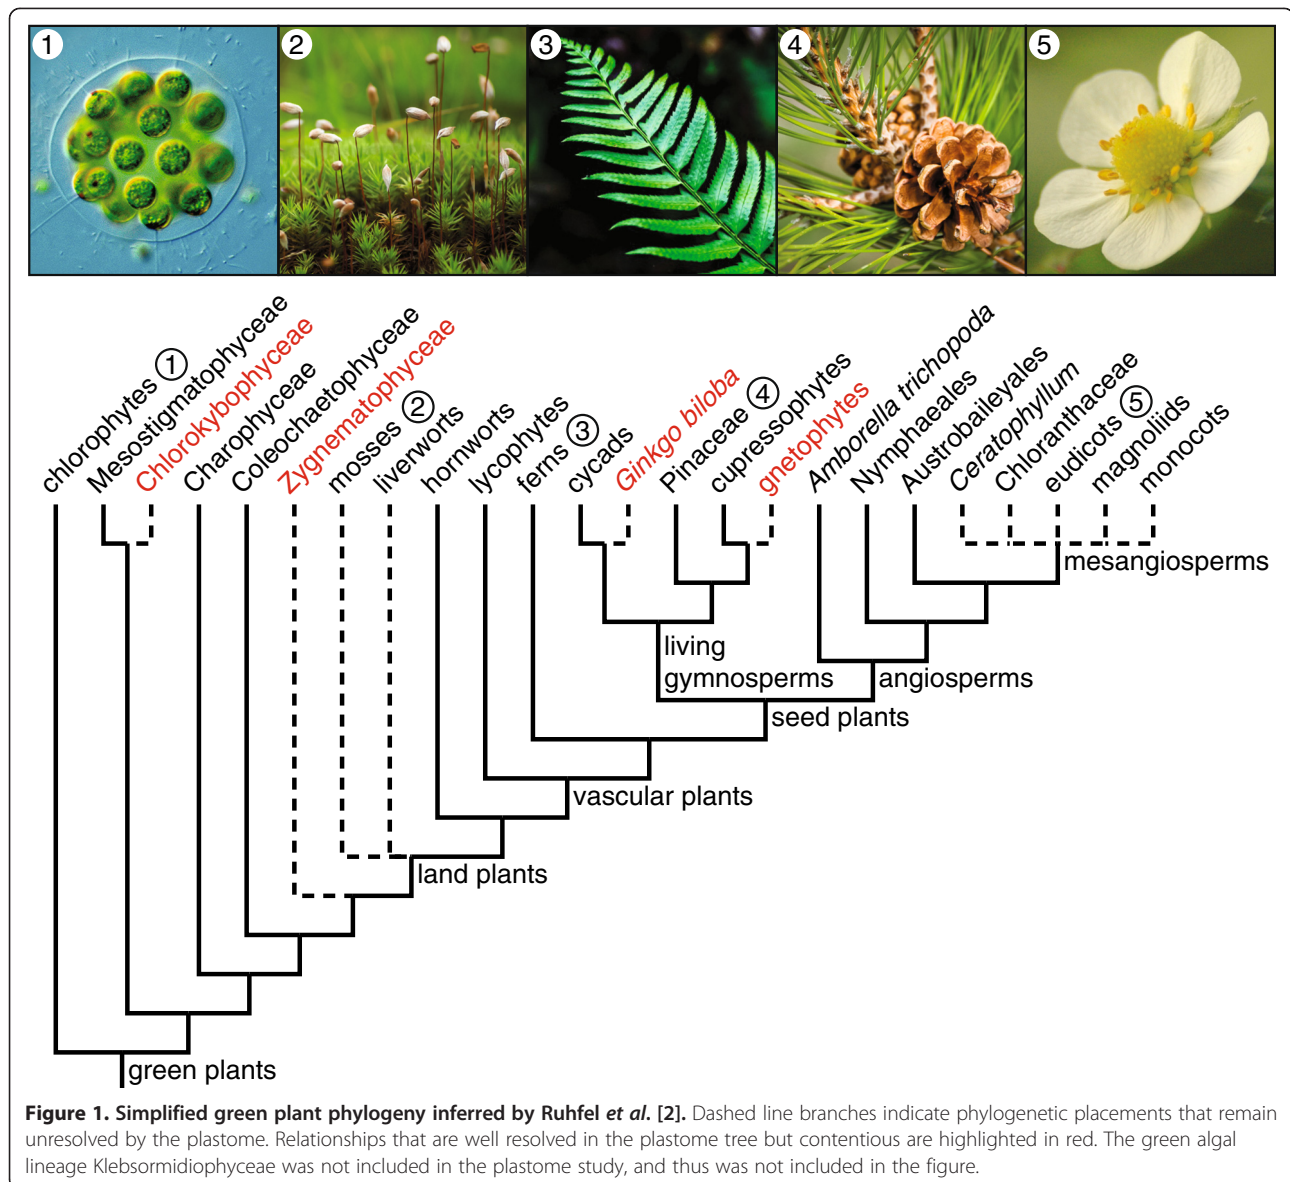 1
2
3
4
5
chlorophytes 1
Mesostigmatophyceae
Chlorokybophyceae
Charophyceae
Coleochaetophyceae
Zygnematophyceae
mosses 2
liverworts
hornworts
lycophytes
ferns 3
cycads
Ginkgo biloba
Pinaceae 4
cupressophytes
gnetophytes
Amborella trichopoda
Nymphaeales
Austrobaileyales
Ceratophyllum
Chloranthaceae
eudicots 5
magnoliids
monocots
mesangiosperms
living
gymnosperms
angiosperms
seed plants
vascular plants
land plants
green plants
Figure 1. Simplified green plant phylogeny inferred by Ruhfel et al. [2]. Dashed line branches indicate phylogenetic placements that remain
unresolved by the plastome. Relationships that are well resolved in the plastome tree but contentious are highlighted in red. The green algal
lineage Klebsormidiophyceae was not included in the plastome study, and thus was not included in the figure.